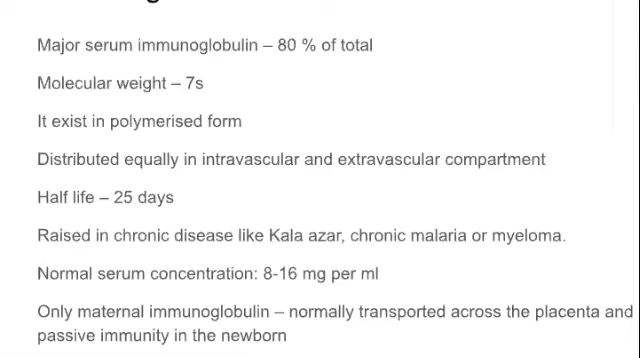 Major serum immunoglobulin – 80 % of total
Molecular weight – 7s
It exist in polymerised form
Distributed equally in intravascular and extravascular compartment
Half life – 25 days
Raised in chronic disease like Kala azar, chronic malaria or myeloma.
Normal serum concentration: 8-16 mg per ml
Only maternal immunoglobulin – normally transported across the placenta and
passive immunity in the newborn